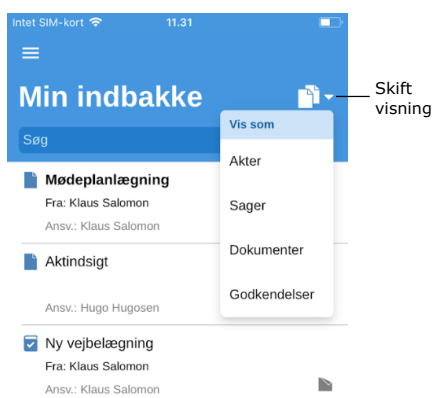 Intet SIM-kort 11.31
Min indbakke
Skift
visning
Søg
Vis som
Akter
Sager
Dokumenter
Godkendelser
Mødeplanlægning
Fra: Klaus Salomon
Ansv.: Klaus Salomon
Aktindsigt
Ansv.: Hugo Hugosen
Ny vejbelægning
Fra: Klaus Salomon
Ansv.: Klaus Salomon